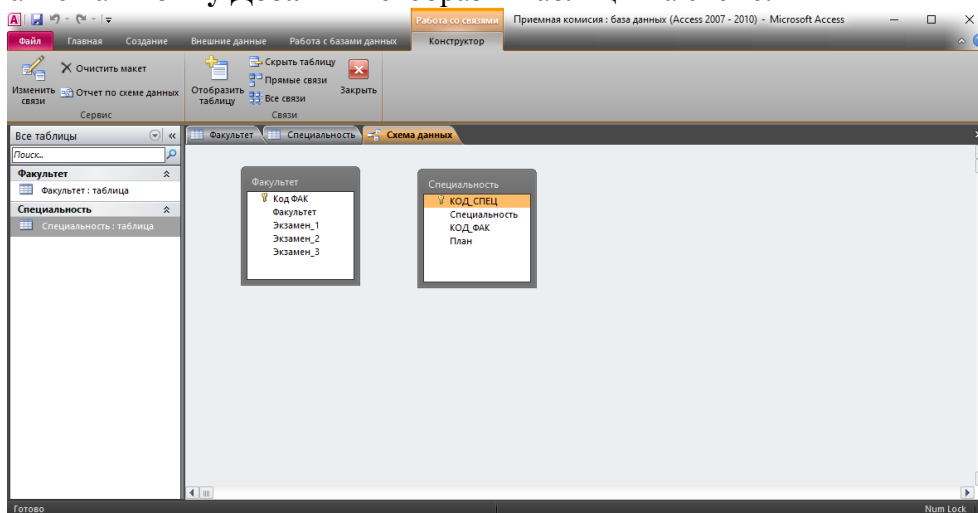 Работа со связями
Приемная комисия : база данных (Access 2007 - 2010) - Microsoft Access
Файл Главная Создание Внешние данные Работа с базами данных Конструктор
Изменить связи
Очистить макет
Отчет по схеме данных
Сервис
Отобразить таблицу
Скрыть таблицу
Прямые связи
Все связи
Закрыть
Связи
Все таблицы
Поиск...
Факультет
Факультет : таблица
Специальность
Специальность : таблица
Факультет Специальность Схема данных
Факультет
Код ФАК
Факультет
Экзамен_1
Экзамен_2
Экзамен_3
Специальность
КОД_СПЕЦ
Специальность
КОД_ФАК
План
Готово
Num Lock